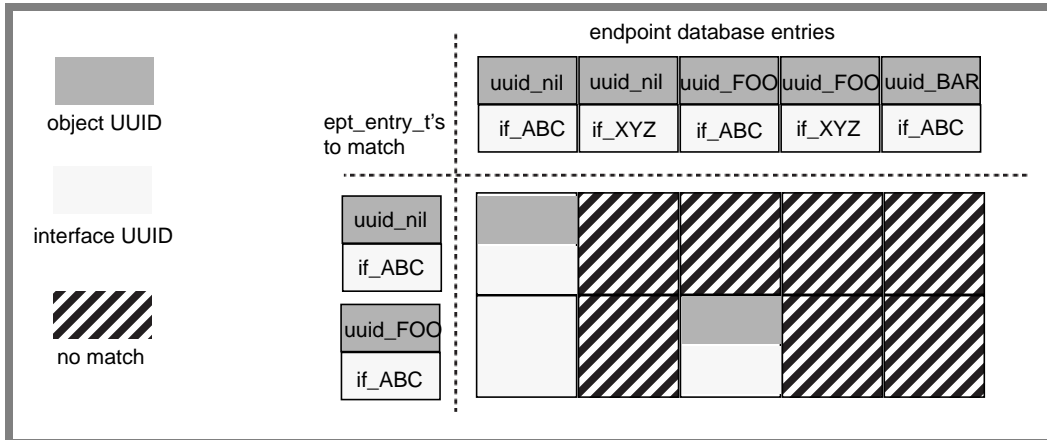 endpoint database entries
object UUID
interface UUID
no match
ept_entry_t's
to match
uuid_nil
uuid_nil
uuid_FOO
uuid_FOO
uuid_BAR
if_ABC
if_XYZ
if_ABC
if_XYZ
if_ABC
uuid_nil
if_ABC
uuid_FOO
if_ABC